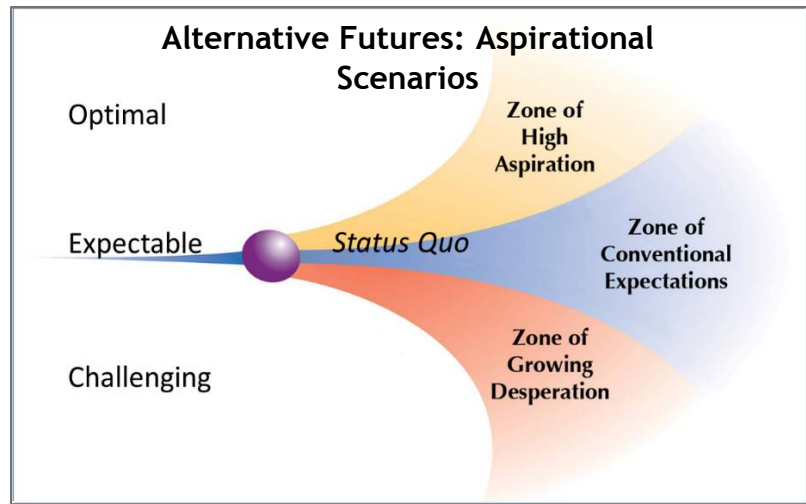 Alternative Futures: Aspirational
Scenarios
Optimal
Zone of
High
Aspiration
Expectable
Status Quo
Zone of
Conventional
Expectations
Zone of
Growing
Desperation
Challenging